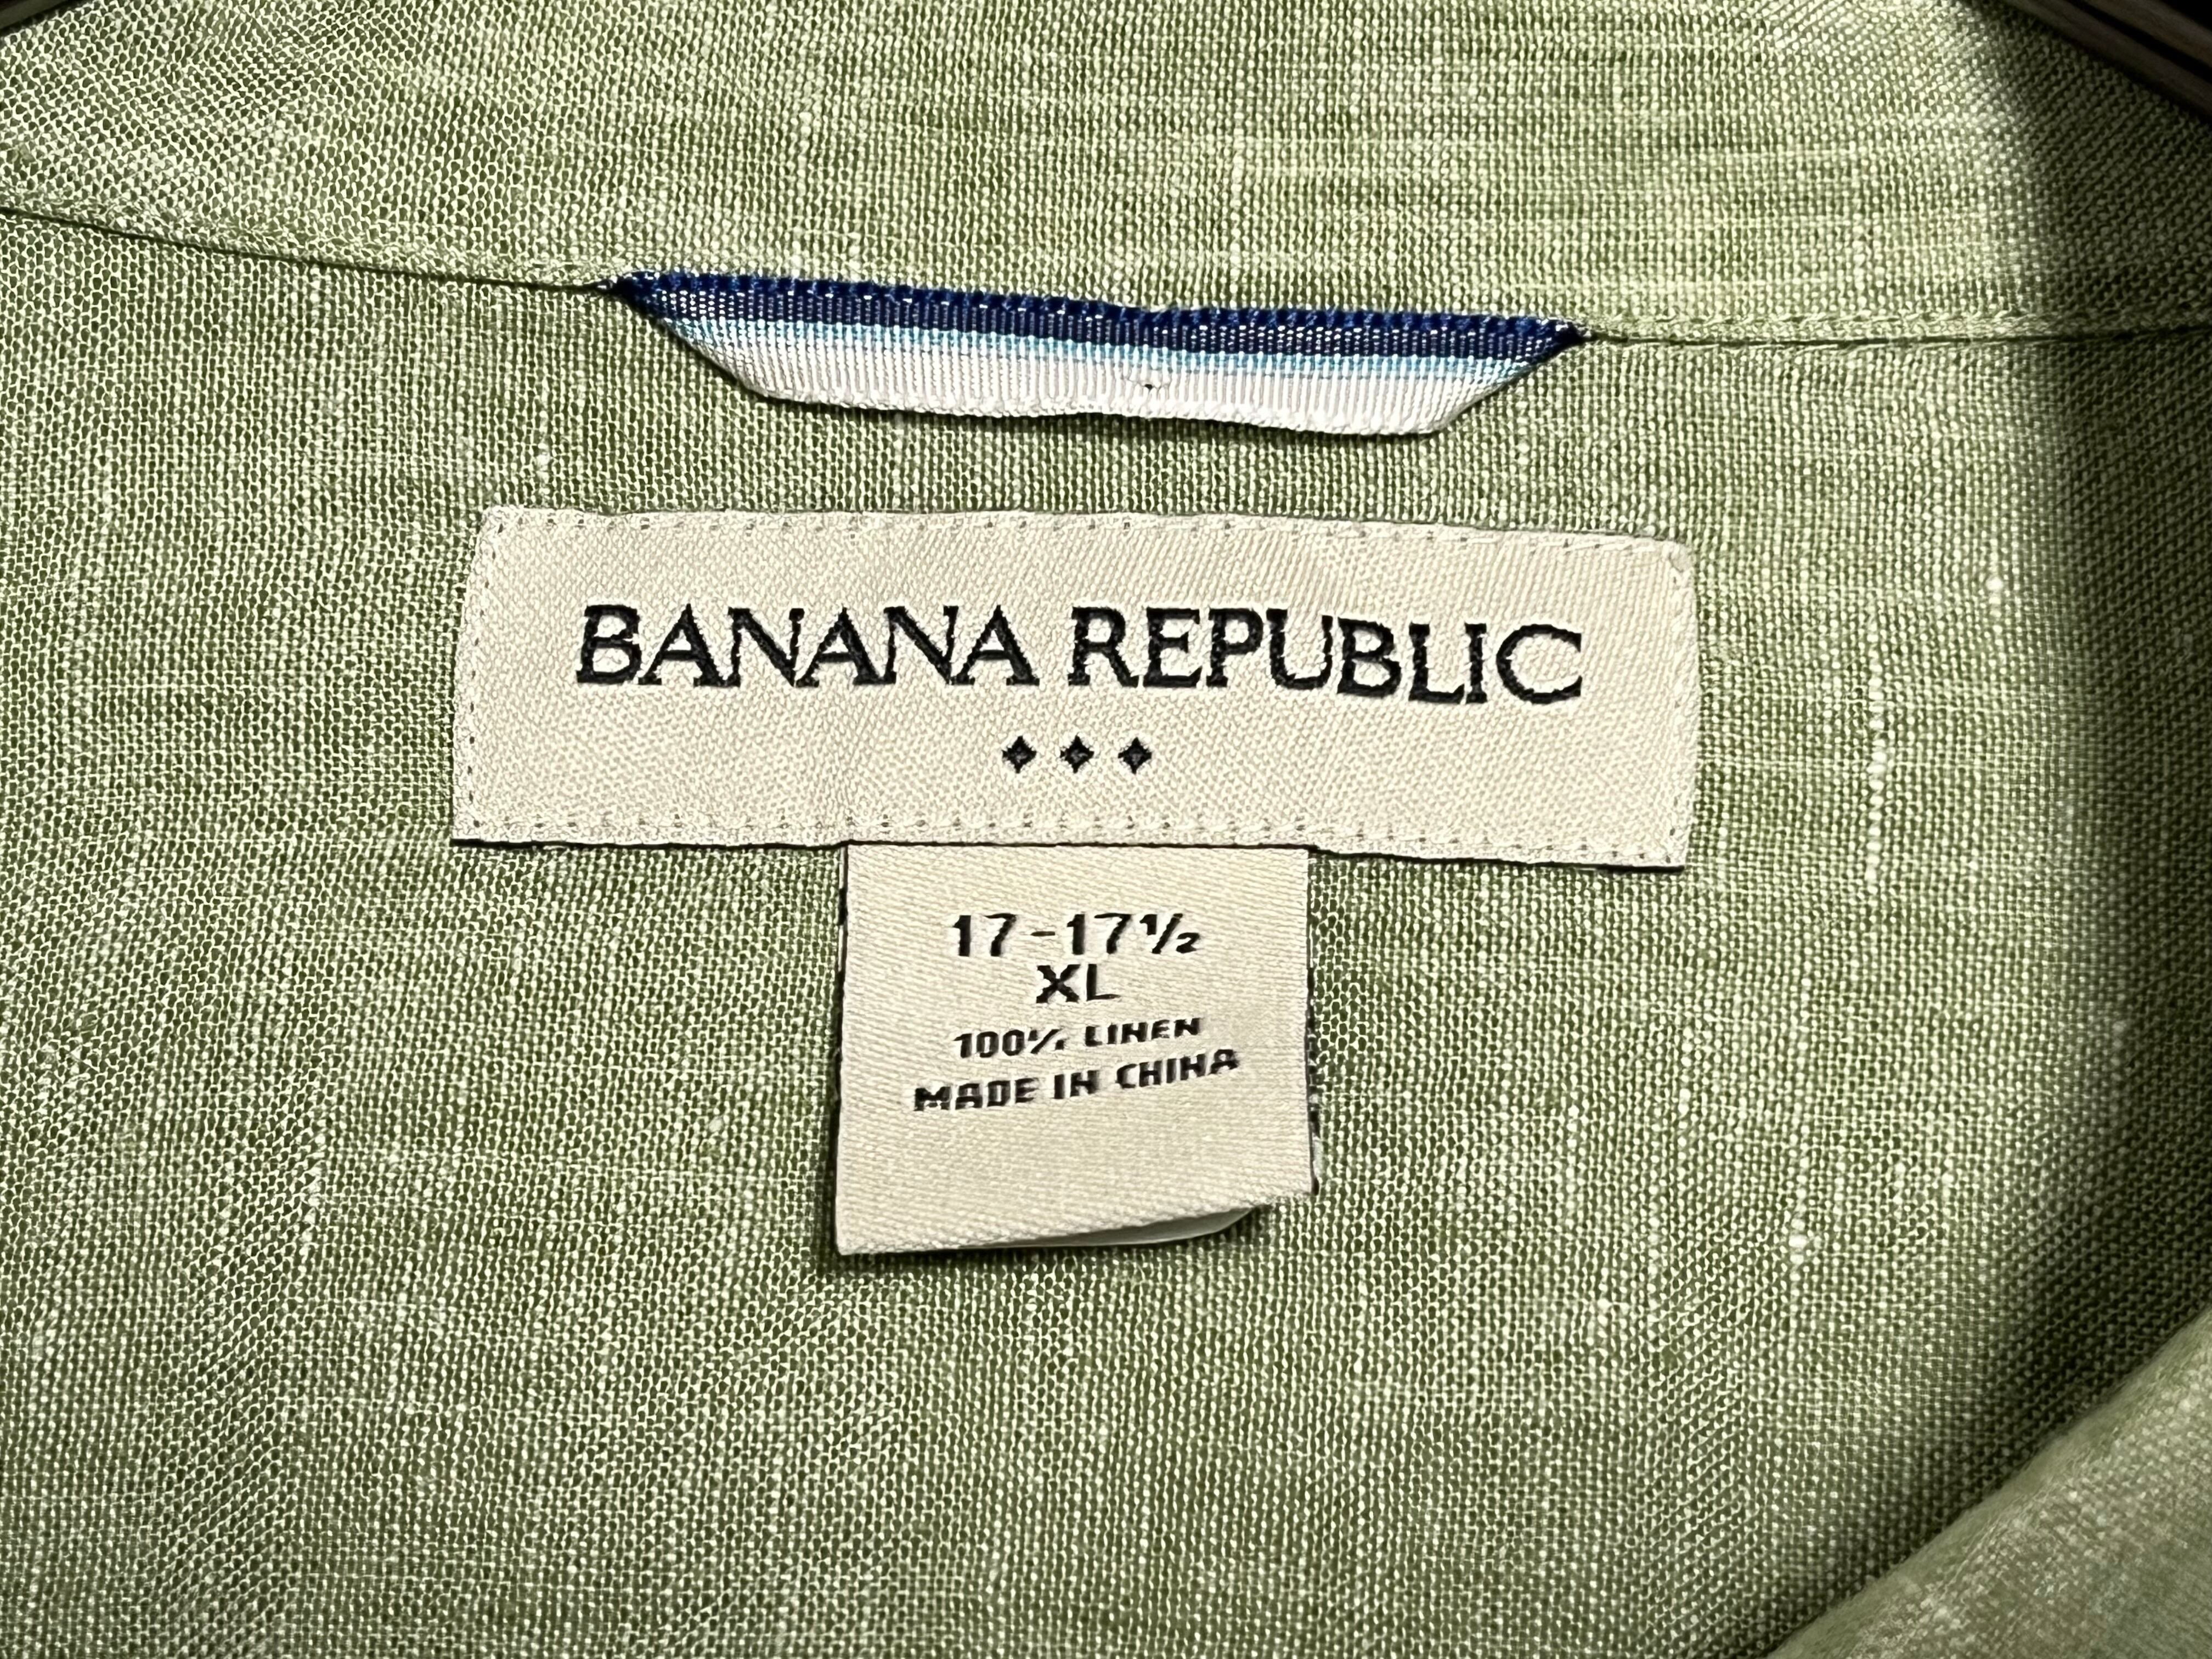 BANANA REPUBLIC
17-17½
XL
100% LINEN
MADE IN CHINA